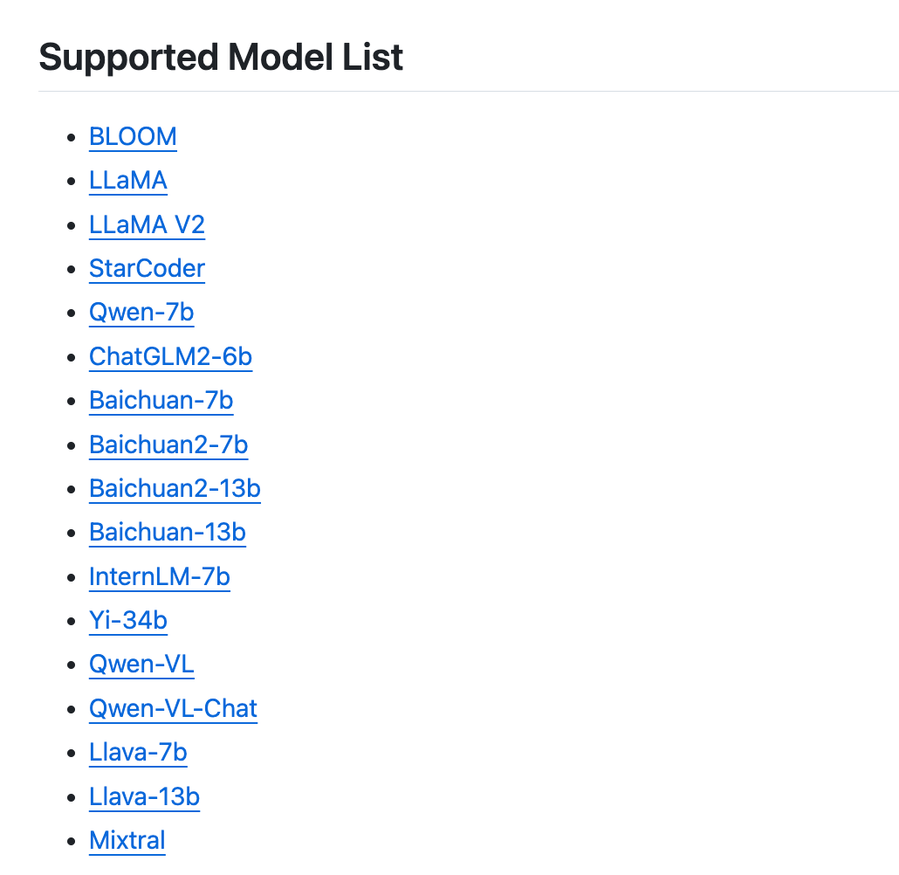 Supported Model List
BLOOM
LLaMA
LLaMA V2
StarCoder
Qwen-7b
ChatGLM2-6b
Baichuan-7b
Baichuan2-7b
Baichuan2-13b
Baichuan-13b
InternLM-7b
Yi-34b
Qwen-VL
Qwen-VL-Chat
Llava-7b
Llava-13b
Mixtral